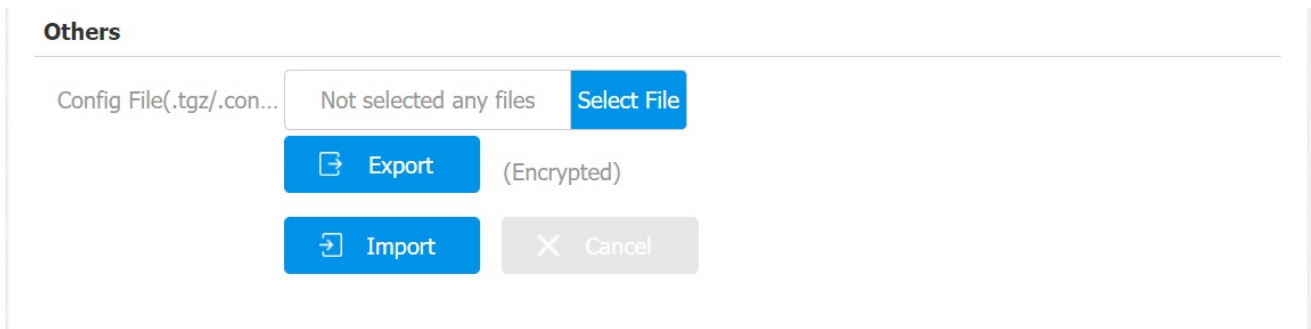 Others
Config File(.tgz/.con... Not selected any files Select File
Export (Encrypted)
Import Cancel